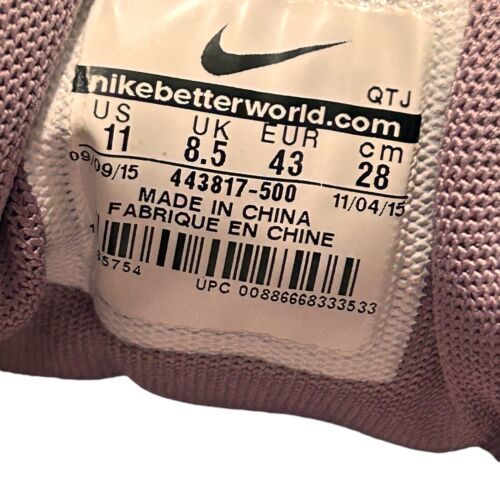 QTJ
nikebetterworld.com
US UK EUR cm
11 8.5 43 28
09/09/15 443817-500 11/04/15
MADE IN CHINA
FABRIQUE EN CHINE
5754
UPC 00886668333533